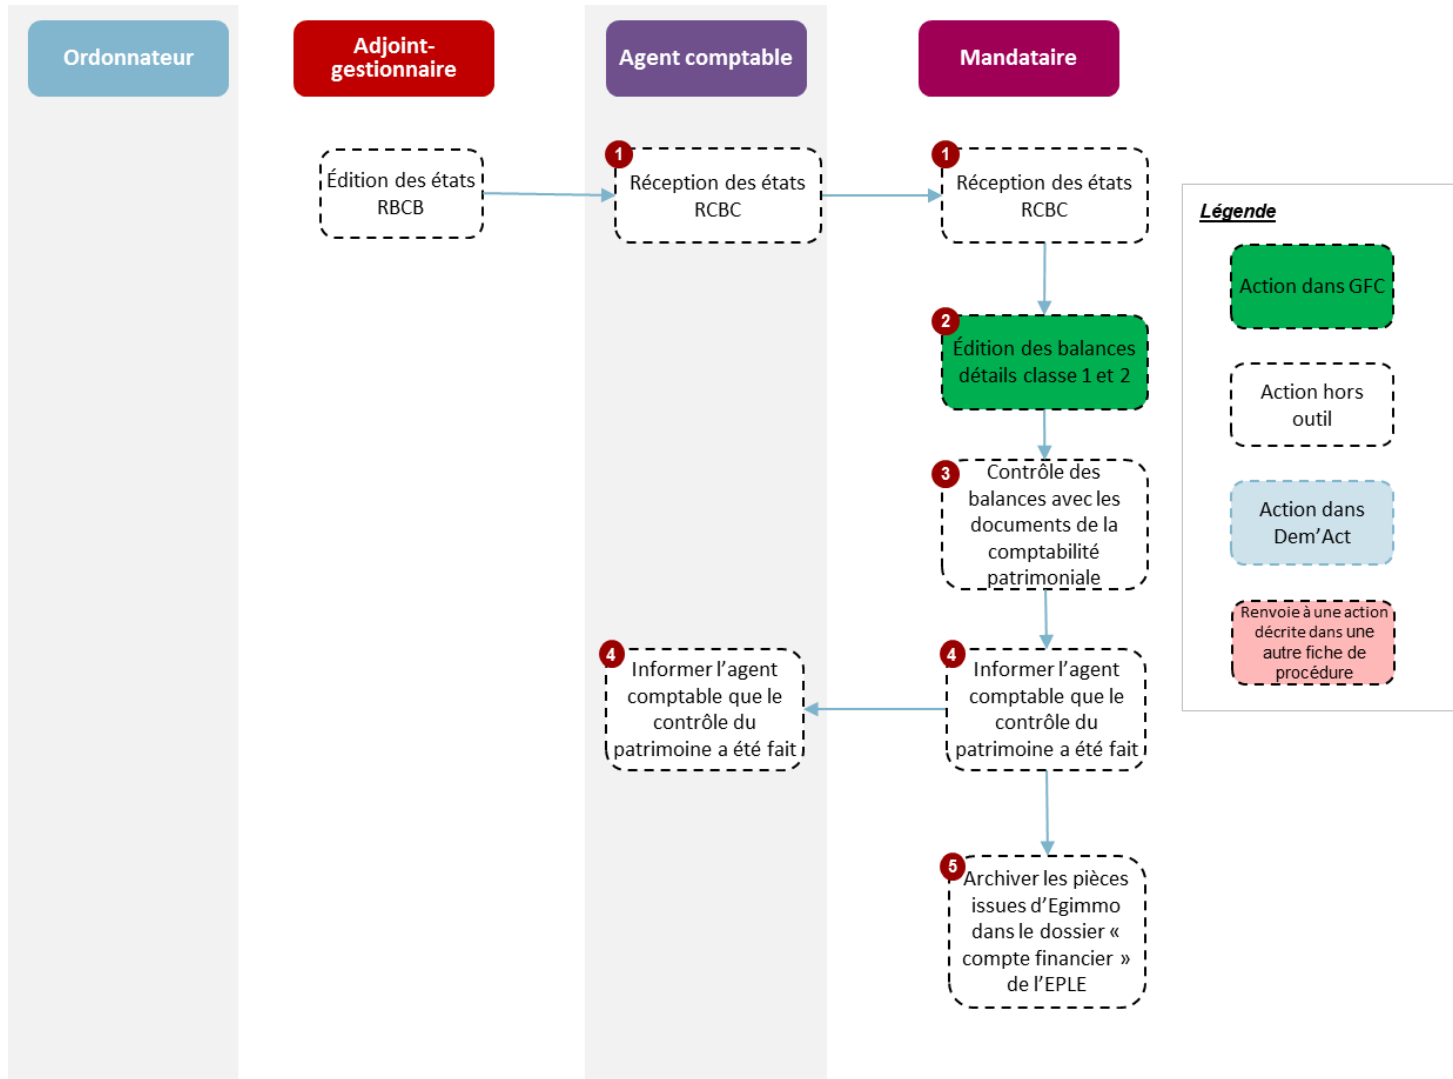 Ordonnateur
Adjoint-
gestionnaire
Agent comptable
Mandataire
Édition des états
RBCB
1
Réception des états
RCBC
1
Réception des états
RCBC
2
Édition des balances
détails classe 1 et 2
3
Contrôle des
balances avec les
documents de la
comptabilité
patrimoniale
4
Informer l'agent
comptable que le
contrôle du
patrimoine a été fait
4
Informer l'agent
comptable que le
contrôle du
patrimoine a été fait
5
Archiver les pièces
issues d'Egimmo
dans le dossier «
compte financier »
de l'EPLE
Légende
Action dans GFC
Action hors
outil
Action dans
Dem'Act
Renvoie à une action
décrite dans une
autre fiche de
procédure